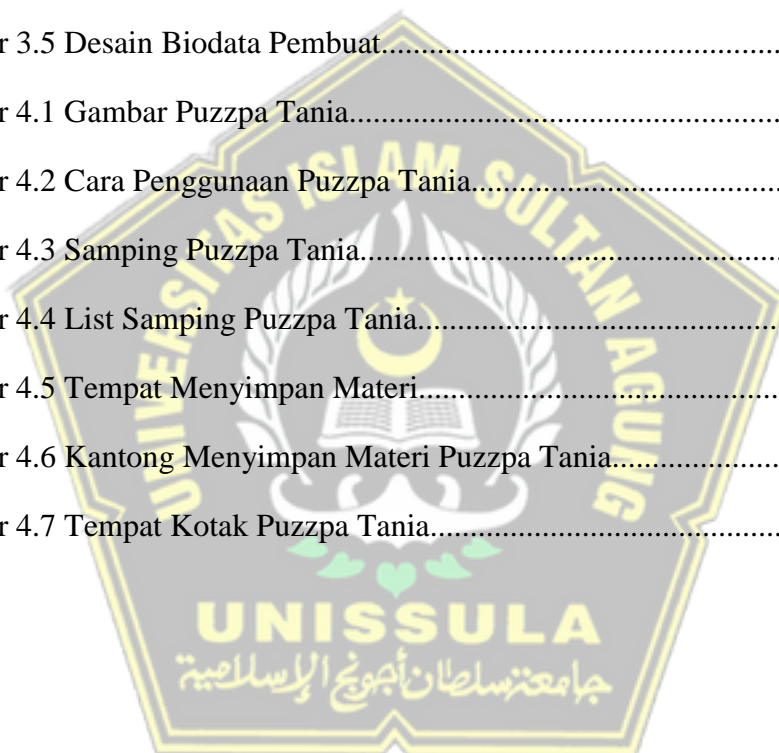 r 3.5 Desain Biodata Pembuat................................................
r 4.1 Gambar Puzzpa Tania....................................................
r 4.2 Cara Penggunaan Puzzpa Tania.....................................
r 4.3 Samping Puzzpa Tania...................................................
r 4.4 List Samping Puzzpa Tania............................................
r 4.5 Tempat Menyimpan Materi............................................
r 4.6 Kantong Menyimpan Materi Puzzpa Tania....................
r 4.7 Tempat Kotak Puzzpa Tania..........................................
UNIVERSITAS ISLAM SULTAN AGUNG
UNISSULA
جامعة سلطان أجونج الإسلامية